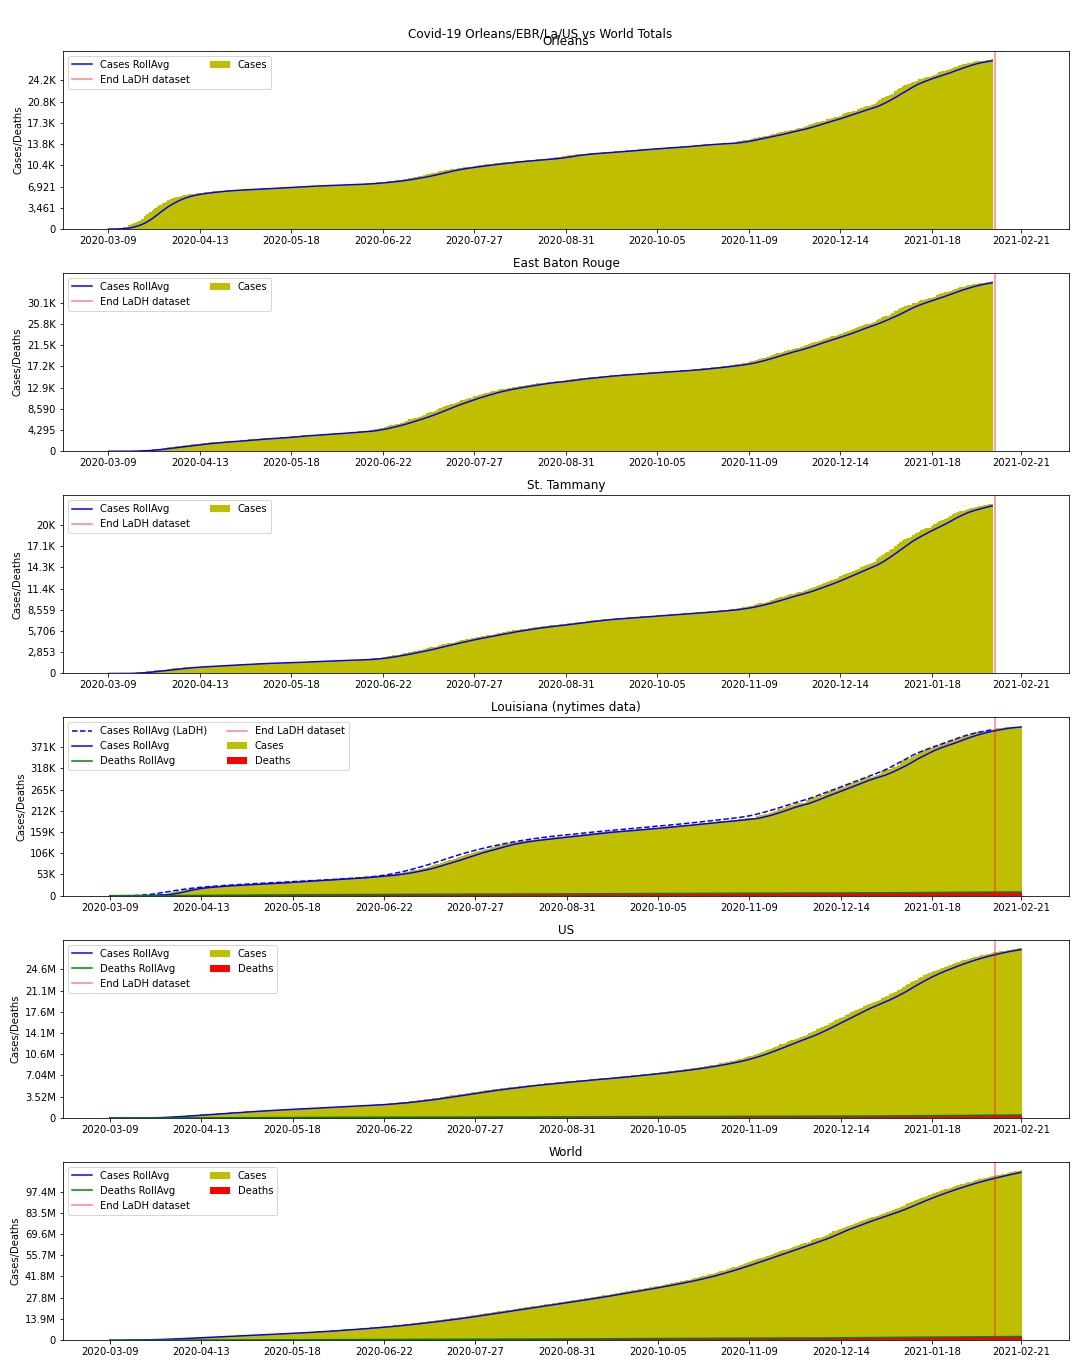 Covid-19 Orleans/EBR/La/US vs World Totals
Orleans
Cases RollAvg
End LaDH dataset
Cases
Cases/Deaths
24.2K
20.8K
17.3K
13.8K
10.4K
6,921
3,461
0
2020-03-09 2020-04-13 2020-05-18 2020-06-22 2020-07-27 2020-08-31 2020-10-05 2020-11-09 2020-12-14 2021-01-18 2021-02-21
East Baton Rouge
Cases RollAvg
End LaDH dataset
Cases
Cases/Deaths
30.1K
25.8K
21.5K
17.2K
12.9K
8,590
4,295
0
2020-03-09 2020-04-13 2020-05-18 2020-06-22 2020-07-27 2020-08-31 2020-10-05 2020-11-09 2020-12-14 2021-01-18 2021-02-21
St. Tammany
Cases RollAvg
End LaDH dataset
Cases
Cases/Deaths
20K
17.1K
14.3K
11.4K
8,559
5,706
2,853
0
2020-03-09 2020-04-13 2020-05-18 2020-06-22 2020-07-27 2020-08-31 2020-10-05 2020-11-09 2020-12-14 2021-01-18 2021-02-21
Louisiana (nytimes data)
Cases RollAvg (LaDH)
Cases RollAvg
Deaths RollAvg
End LaDH dataset
Cases
Deaths
Cases/Deaths
371K
318K
265K
212K
159K
106K
53K
0
2020-03-09 2020-04-13 2020-05-18 2020-06-22 2020-07-27 2020-08-31 2020-10-05 2020-11-09 2020-12-14 2021-01-18 2021-02-21
US
Cases RollAvg
Deaths RollAvg
End LaDH dataset
Cases
Deaths
Cases/Deaths
24.6M
21.1M
17.6M
14.1M
10.6M
7.04M
3.52M
0
2020-03-09 2020-04-13 2020-05-18 2020-06-22 2020-07-27 2020-08-31 2020-10-05 2020-11-09 2020-12-14 2021-01-18 2021-02-21
World
Cases RollAvg
Deaths RollAvg
End LaDH dataset
Cases
Deaths
Cases/Deaths
97.4M
83.5M
69.6M
55.7M
41.8M
27.8M
13.9M
0
2020-03-09 2020-04-13 2020-05-18 2020-06-22 2020-07-27 2020-08-31 2020-10-05 2020-11-09 2020-12-14 2021-01-18 2021-02-21